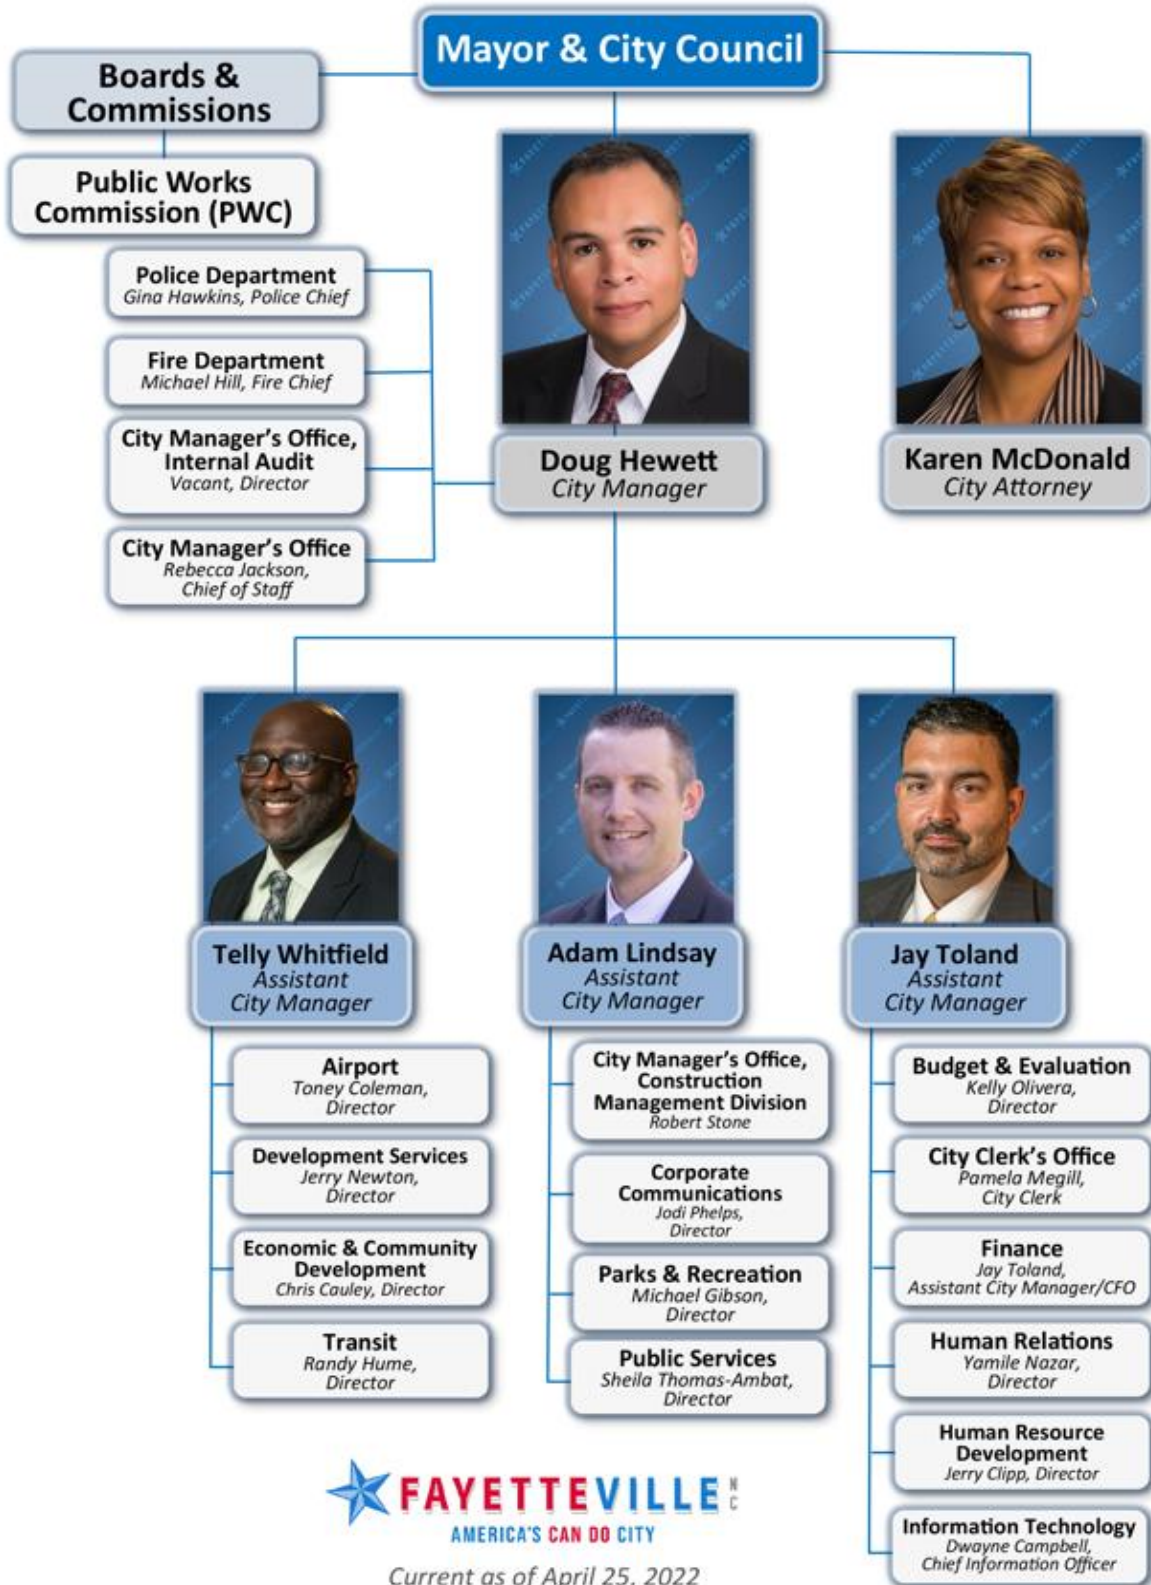 Mayor & City Council
Boards &
Commissions
Public Works
Commission (PWC)
Police Department
Gina Hawkins, Police Chief
Fire Department
Michael Hill, Fire Chief
City Manager's Office,
Internal Audit
Vacant, Director
City Manager's Office
Rebecca Jackson,
Chief of Staff
Doug Hewett
City Manager
Karen McDonald
City Attorney
Telly Whitfield
Assistant
City Manager
Airport
Toney Coleman,
Director
Development Services
Jerry Newton,
Director
Economic & Community
Development
Chris Cauley, Director
Transit
Randy Hume,
Director
Adam Lindsay
Assistant
City Manager
City Manager's Office,
Construction
Management Division
Robert Stone
Corporate
Communications
Jodi Phelps,
Director
Parks & Recreation
Michael Gibson,
Director
Public Services
Sheila Thomas-Ambat,
Director
Jay Toland
Assistant
City Manager
Budget & Evaluation
Kelly Olivera,
Director
City Clerk's Office
Pamela Megill,
City Clerk
Finance
Jay Toland,
Assistant City Manager/CFO
Human Relations
Yamile Nazar,
Director
Human Resource
Development
Jerry Clipp, Director
Information Technology
Dwayne Campbell,
Chief Information Officer
FAYETTEVILLE NC
AMERICA'S CAN DO CITY
Current as of April 25, 2022